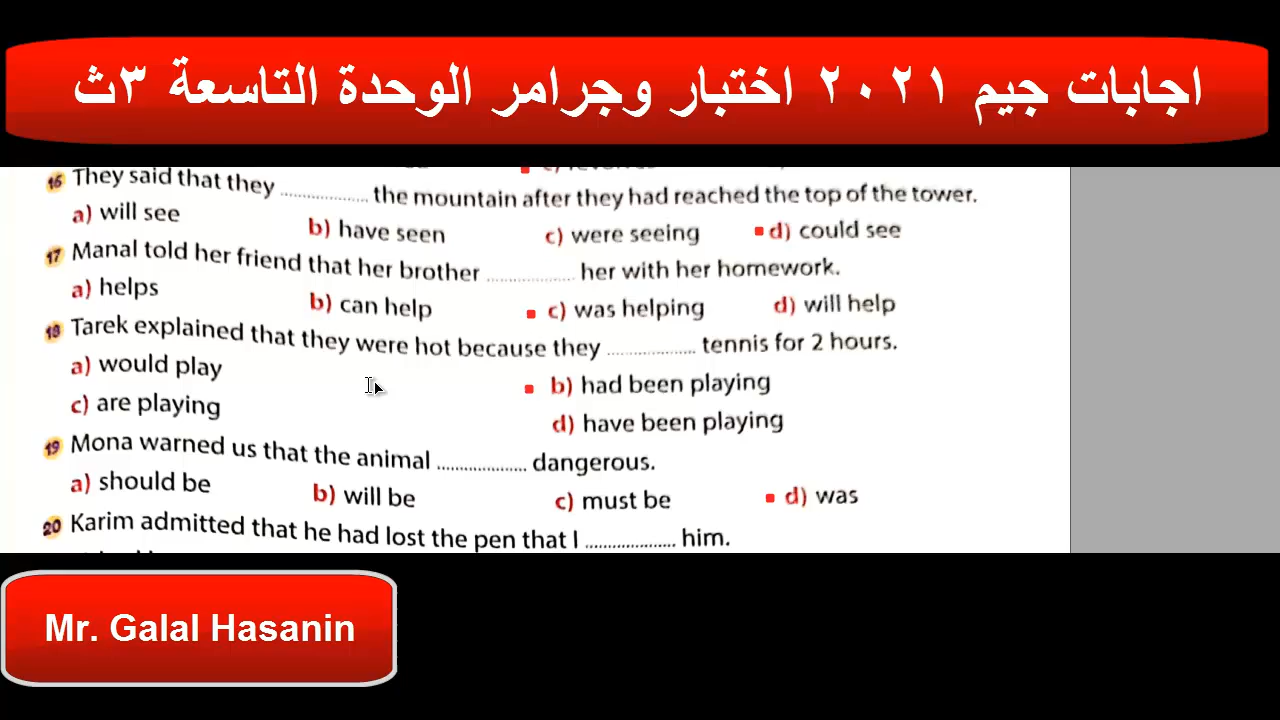 اجابات جيم ٢٠٢١ اختبار وجرامر الوحدة التاسعة ٣ث
16 They said that they .................. the mountain after they had reached the top of the tower.
a) will see b) have seen c) were seeing d) could see
17 Manal told her friend that her brother .................. her with her homework.
a) helps b) can help c) was helping d) will help
18 Tarek explained that they were hot because they .................. tennis for 2 hours.
a) would play b) had been playing
c) are playing d) have been playing
19 Mona warned us that the animal .................. dangerous.
a) should be b) will be c) must be d) was
20 Karim admitted that he had lost the pen that I .................. him.
Mr. Galal Hasanin